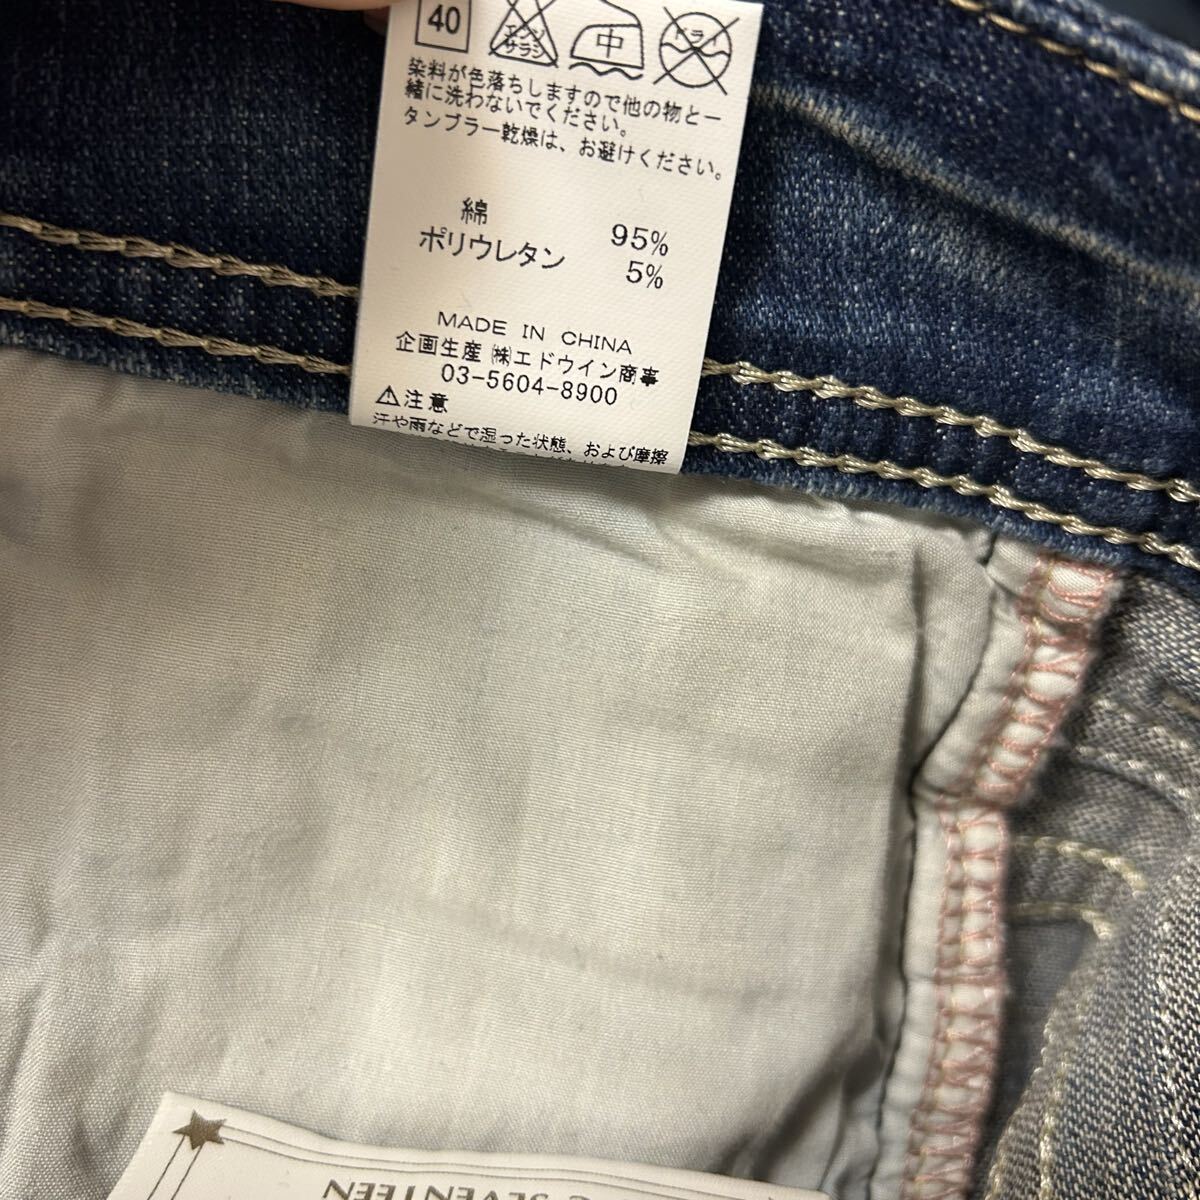 40
エンソ
サラシ
中
ドライ
染料が色落ちしますので他の物と一
緒に洗わないでください。
タンブラー乾燥は、お避けください。
綿 95%
ポリウレタン 5%
MADE IN CHINA
企画生産 ㈱エドウイン商事
03-5604-8900
⚠注意
汗や雨などで湿った状態、および摩擦
SEVENTEEN